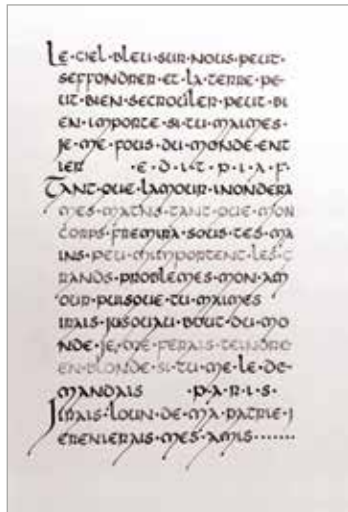 LE·CIEL·BLEU·SUR·NOUS·PEUT·
SEFFONDRER·ET·LA·TERRE·PE-
UT·BIEN·SECROULER·PEUT·BI
EN·IMPORTE·SI·TU·MAIMES·
JE·ME·FOUS·DU·MONDE·ENT
IER ·E·D·I·T·P·I·A·F·
TANT·QUE·LAMOUR·INONDERA
MES·MATINS·TANT·QUE·MON
CORPS·FREMIRA·SOUS·TES·MA
INS·PEU·MIMPORTENT·LES·G
RANDS·PROBLEMES·MON·AM
OUR·PUISQUE·TU·MAIMES
IRAIS·JUSQUAU·BOUT·DU·MO
NDE·JE·ME·FERAIS·TEINDRE
EN·BLONDE·SI·TU·ME·LE·DE-
MANDAIS ·P·A·R·I·S·
JIRAIS·LOUN·DE·MA·PATRIE·J
ERENIERAIS·MES·AMIS·······